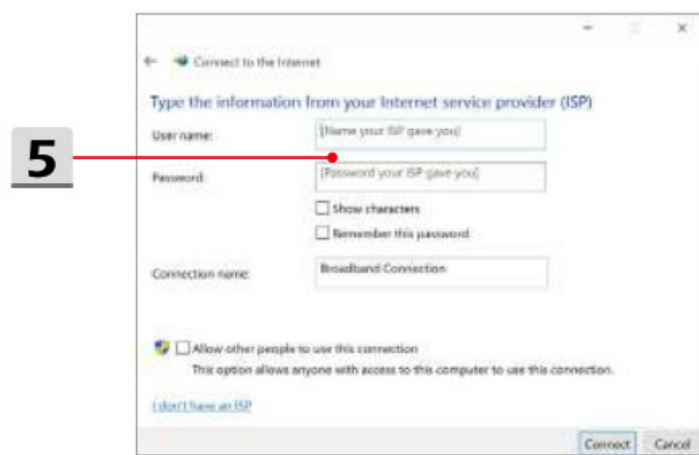 Connect to the Internet
Type the information from your Internet service provider (ISP)
User name:
[Name your ISP gave you]
5
Password:
[Password your ISP gave you]
Show characters
Remember this password
Connection name:
Broadband Connection
Allow other people to use this connection
This option allows anyone with access to this computer to use this connection.
I don't have an ISP
Connect
Cancel